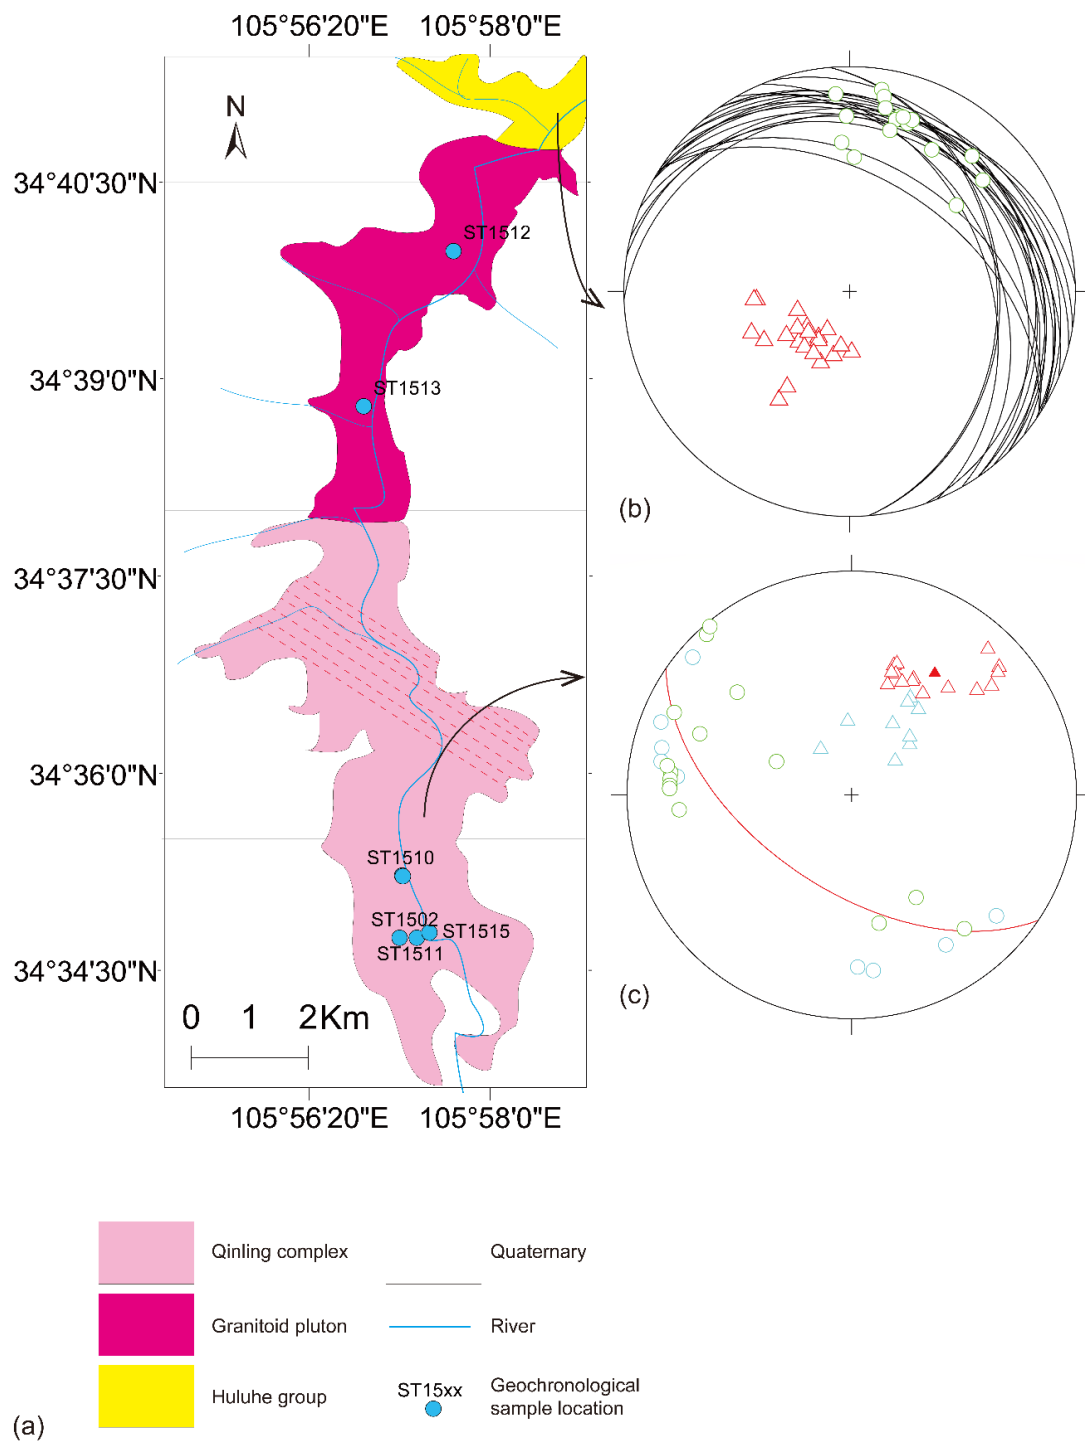 105°56'20"E 105°58'0"E
N
34°40'30"N
ST1512
34°39'0"N
ST1513
(b)
34°37'30"N
34°36'0"N
ST1510
ST1502
ST1515
ST1511
34°34'30"N
(c)
0 1 2Km
105°56'20"E 105°58'0"E
Qinling complex
Quaternary
Granitoid pluton
River
Huluhe group
ST15xx
Geochronological
sample location
(a)